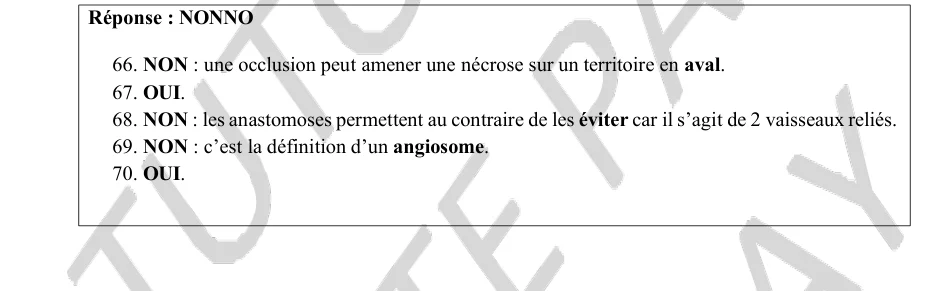 Réponse : NONNO
66. NON : une occlusion peut amener une nécrose sur un territoire en aval.
67. OUI.
68. NON : les anastomoses permettent au contraire de les éviter car il s’agit de 2 vaisseaux reliés.
69. NON : c’est la définition d’un angiosome.
70. OUI.